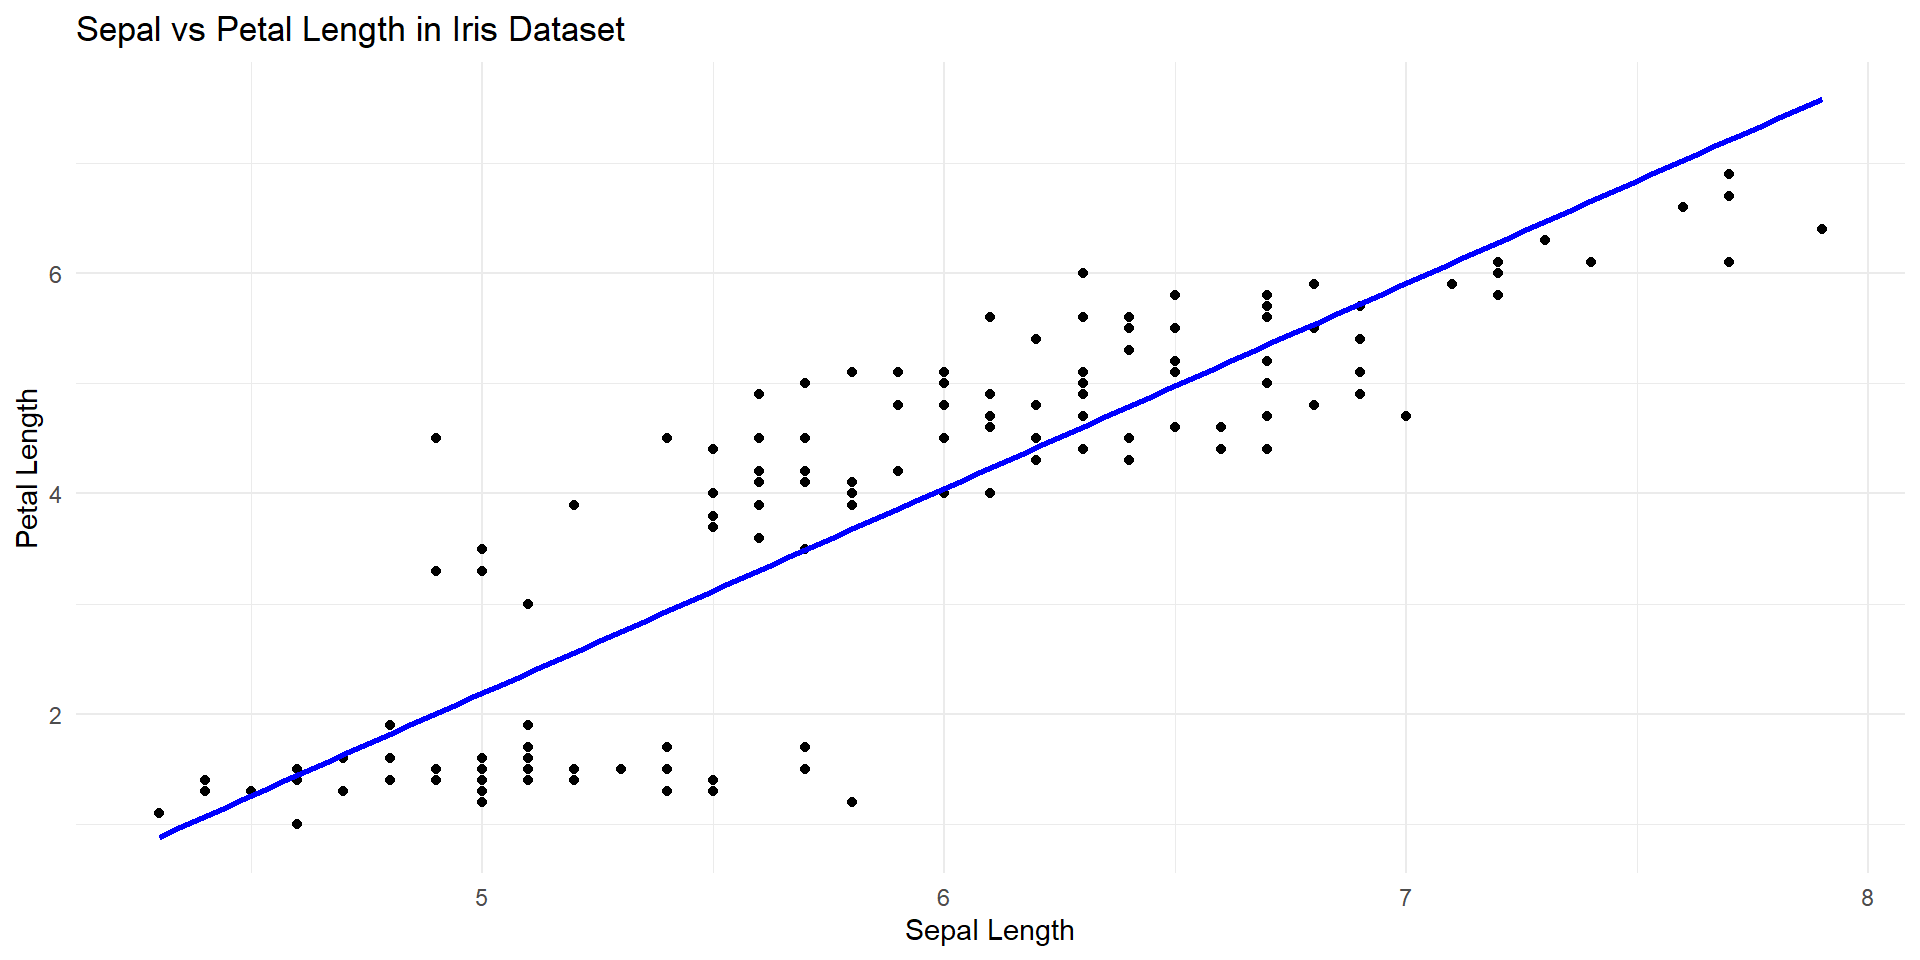 Sepal vs Petal Length in Iris Dataset
Petal Length
6
4
2
5 6 7 8
Sepal Length